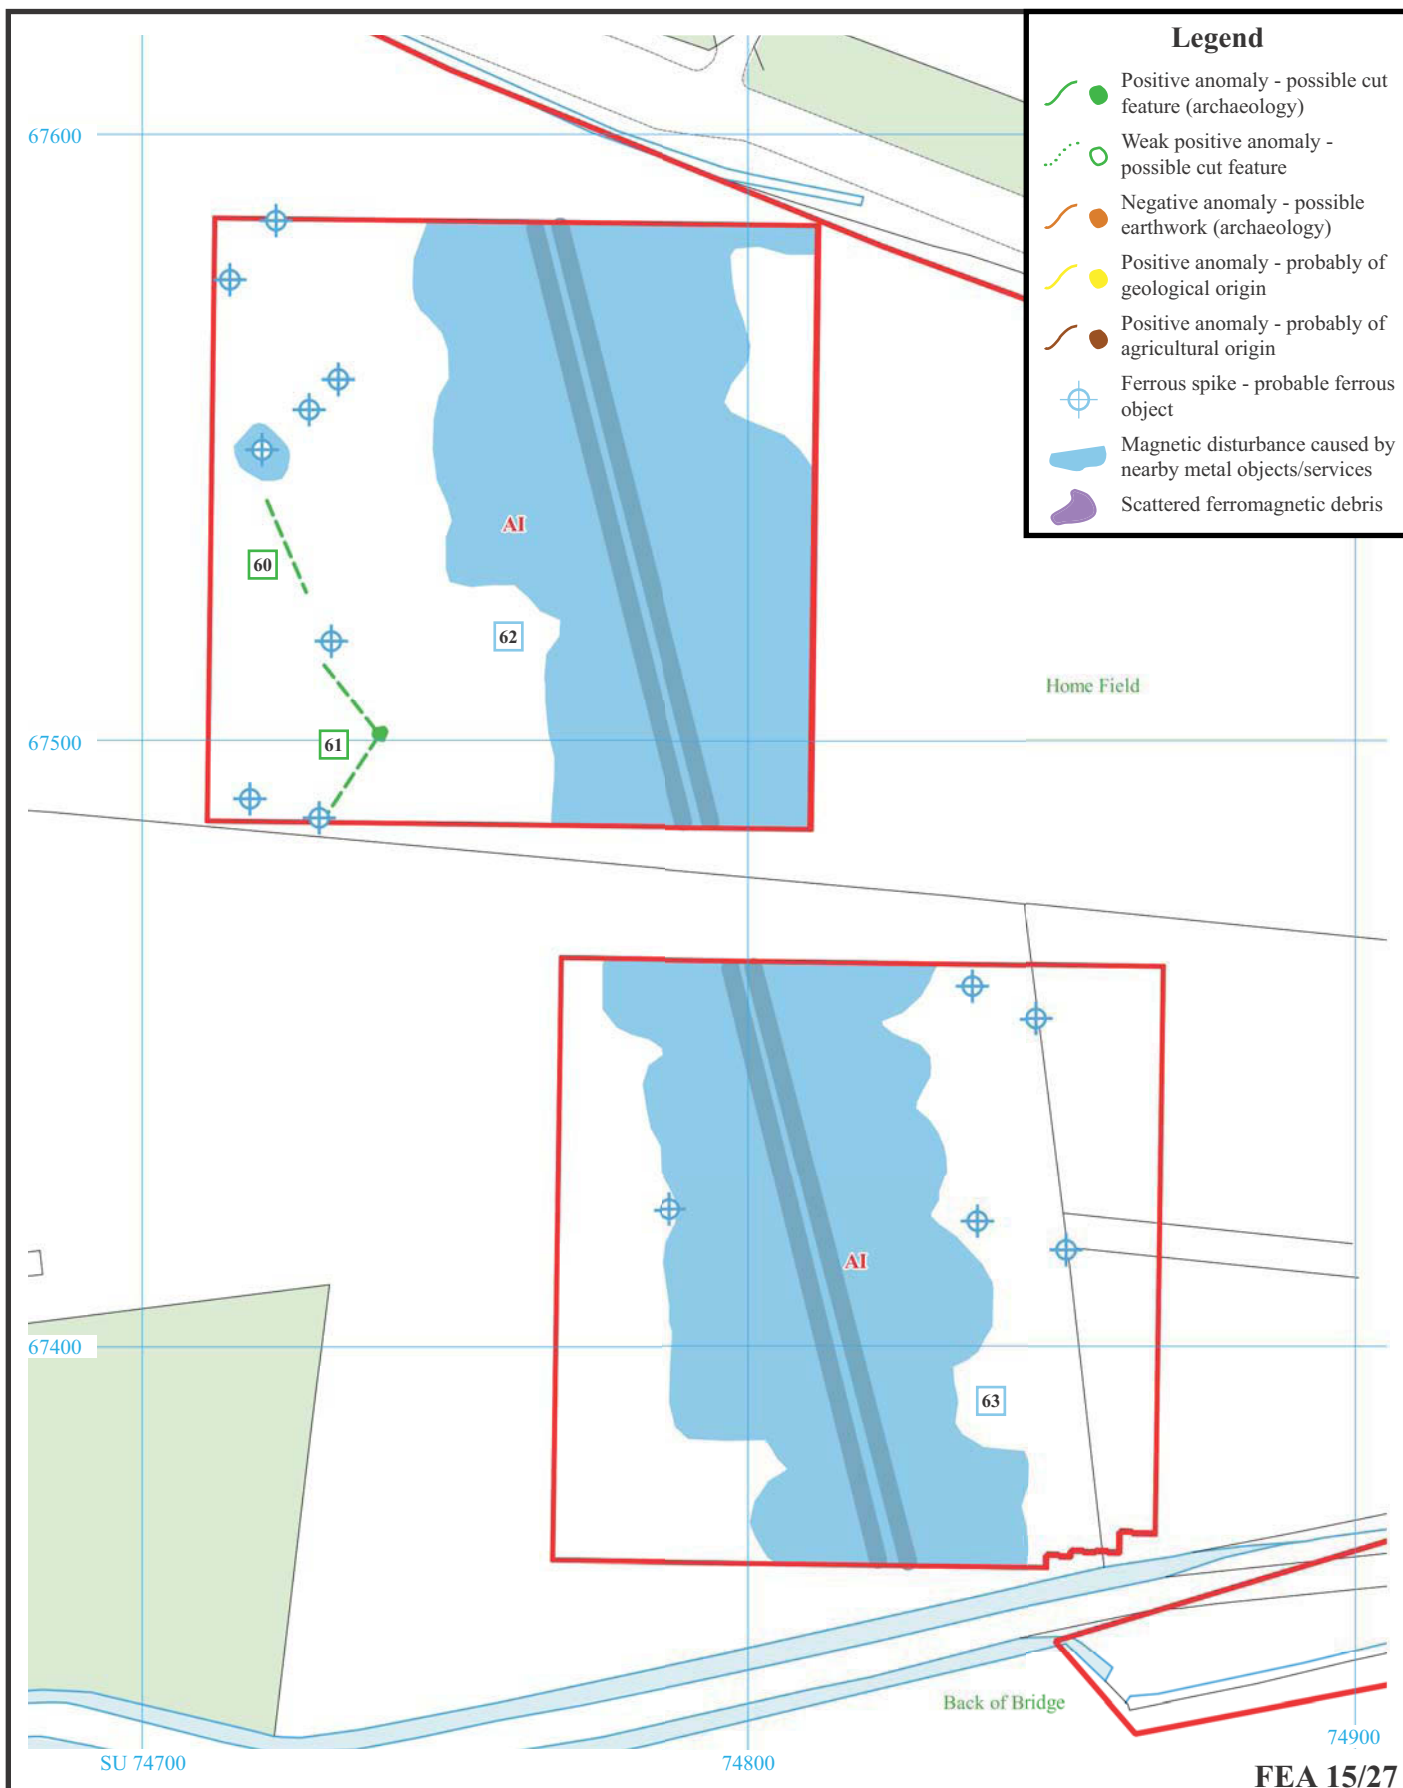 Legend
Positive anomaly - possible cut
feature (archaeology)
Weak positive anomaly -
possible cut feature
Negative anomaly - possible
earthwork (archaeology)
Positive anomaly - probably of
geological origin
Positive anomaly - probably of
agricultural origin
Ferrous spike - probable ferrous
object
Magnetic disturbance caused by
nearby metal objects/services
Scattered ferromagnetic debris
67600
AI
60
62
Home Field
67500
61
AI
67400
63
Back of Bridge
SU 74700
74800
74900
FEA 15/27